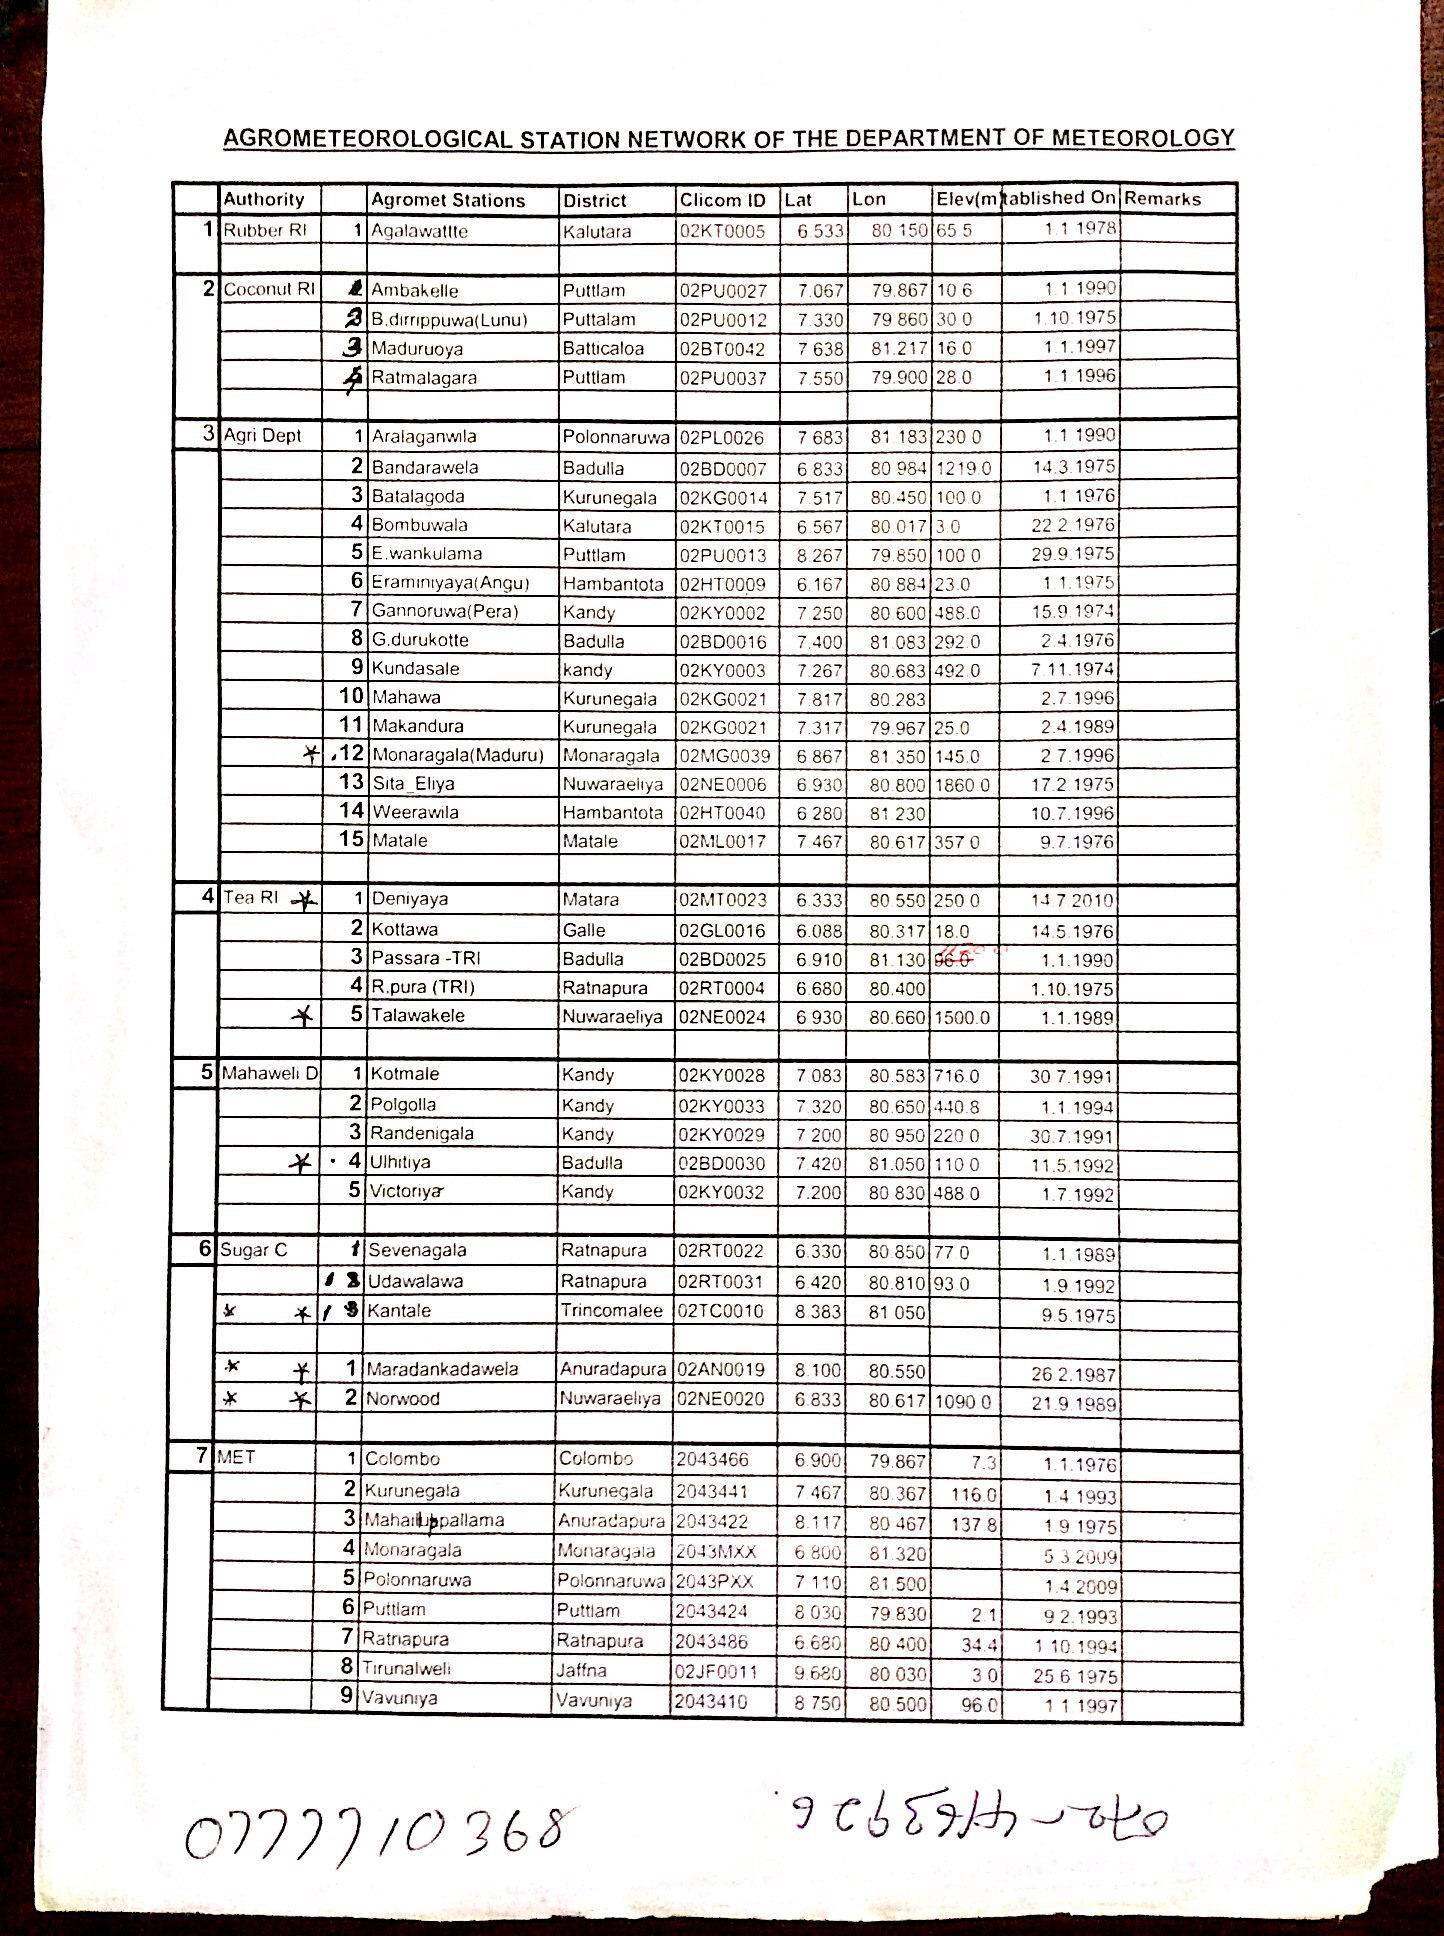 AGROMETEOROLOGICAL STATION NETWORK OF THE DEPARTMENT OF METEOROLOGY
Authority Agromet Stations District Clicom ID Lat Lon Elev(m) tablished On Remarks
1 Rubber RI 1 Agalawattte Kalutara 02KT0005 6.533 80.150 65.5 1.1.1978
2 Coconut RI 1 Ambakelle Puttlam 02PU0027 7.067 79.867 10.6 1.1.1990
2 B.dirrippuwa(Lunu) Puttalam 02PU0012 7.330 79.860 30.0 1.10.1975
3 Maduruoya Batticaloa 02BT0042 7.638 81.217 16.0 1.1.1997
4 Ratmalagara Puttlam 02PU0037 7.550 79.900 28.0 1.1.1996
3 Agri Dept 1 Aralaganwila Polonnaruwa 02PL0026 7.683 81.183 230.0 1.1.1990
2 Bandarawela Badulla 02BD0007 6.833 80.984 1219.0 14.3.1975
3 Batalagoda Kurunegala 02KG0014 7.517 80.450 100.0 1.1.1976
4 Bombuwala Kalutara 02KT0015 6.567 80.017 3.0 22.2.1976
5 E.wankulama Puttlam 02PU0013 8.267 79.850 100.0 29.9.1975
6 Eraminiyaya(Angu) Hambantota 02HT0009 6.167 80.884 23.0 1.1.1975
7 Gannoruwa(Pera) Kandy 02KY0002 7.250 80.600 488.0 15.9.1974
8 G.durukotte Badulla 02BD0016 7.400 81.083 292.0 2.4.1976
9 Kundasale kandy 02KY0003 7.267 80.683 492.0 7.11.1974
10 Mahawa Kurunegala 02KG0021 7.817 80.283 2.7.1996
11 Makandura Kurunegala 02KG0021 7.317 79.967 25.0 2.4.1989
* .12 Monaragala(Maduru) Monaragala 02MG0039 6.867 81.350 145.0 2.7.1996
13 Sita_Eliya Nuwaraeliya 02NE0006 6.930 80.800 1860.0 17.2.1975
14 Weerawila Hambantota 02HT0040 6.280 81.230 10.7.1996
15 Matale Matale 02ML0017 7.467 80.617 357.0 9.7.1976
4 Tea RI * 1 Deniyaya Matara 02MT0023 6.333 80.550 250.0 14.7.2010
2 Kottawa Galle 02GL0016 6.088 80.317 18.0 14.5.1976
3 Passara -TRI Badulla 02BD0025 6.910 81.130 96.0 1.1.1990
4 R.pura (TRI) Ratnapura 02RT0004 6.680 80.400 1.10.1975
* 5 Talawakele Nuwaraeliya 02NE0024 6.930 80.660 1500.0 1.1.1989
5 Mahaweli D 1 Kotmale Kandy 02KY0028 7.083 80.583 716.0 30.7.1991
2 Polgolla Kandy 02KY0033 7.320 80.650 440.8 1.1.1994
3 Randenigala Kandy 02KY0029 7.200 80.950 220.0 30.7.1991
* . 4 Ulhitiya Badulla 02BD0030 7.420 81.050 110.0 11.5.1992
5 Victoriya Kandy 02KY0032 7.200 80.830 488.0 1.7.1992
6 Sugar C 1 Sevenagala Ratnapura 02RT0022 6.330 80.850 77.0 1.1.1989
Udawalawa Ratnapura 02RT0031 6.420 80.810 93.0 1.9.1992
* * Kantale Trincomalee 02TC0010 8.383 81.050 9.5.1975
* * 1 Maradankadawela Anuradapura 02AN0019 8.100 80.550 26.2.1987
* * 2 Norwood Nuwaraeliya 02NE0020 6.833 80.617 1090.0 21.9.1989
7 MET 1 Colombo Colombo 2043466 6.900 79.867 7.3 1.1.1976
2 Kurunegala Kurunegala 2043441 7.467 80.367 116.0 1.4.1993
3 Mahailuppallama Anuradapura 2043422 8.117 80.467 137.8 1.9.1975
4 Monaragala Monaragala 2043MXX 6.800 81.320 5.3.2009
5 Polonnaruwa Polonnaruwa 2043PXX 7.110 81.500 1.4.2009
6 Puttlam Puttlam 2043424 8.030 79.830 2.1 9.2.1993
7 Ratnapura Ratnapura 2043486 6.680 80.400 34.4 1.10.1994
8 Tirunalweli Jaffna 02JF0011 9.680 80.030 3.0 25.6.1975
9 Vavuniya Vavuniya 2043410 8.750 80.500 96.0 1.1.1997
0777710368